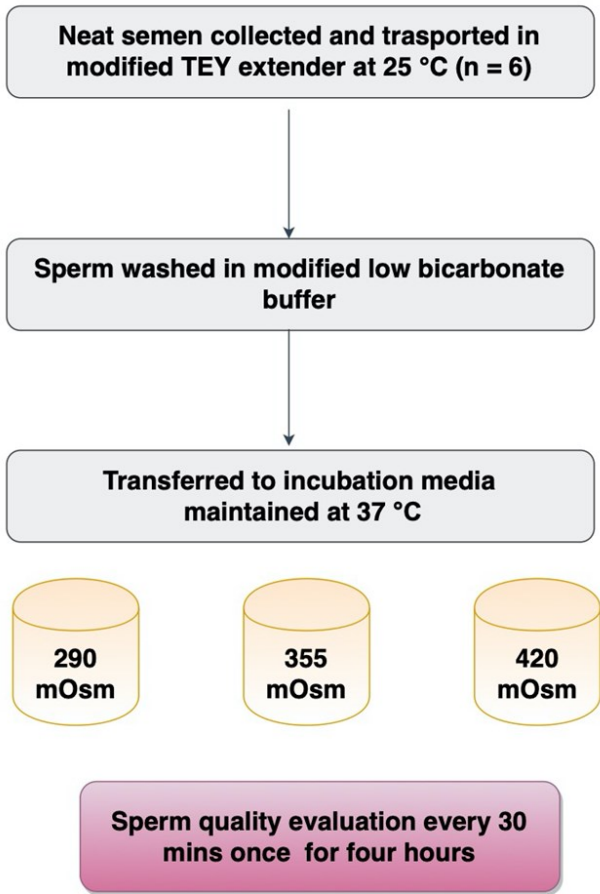 Neat semen collected and trasported in
modified TEY extender at 25 °C (n = 6)
Sperm washed in modified low bicarbonate
buffer
Transferred to incubation media
maintained at 37 °C
290
mOsm
355
mOsm
420
mOsm
Sperm quality evaluation every 30
mins once for four hours